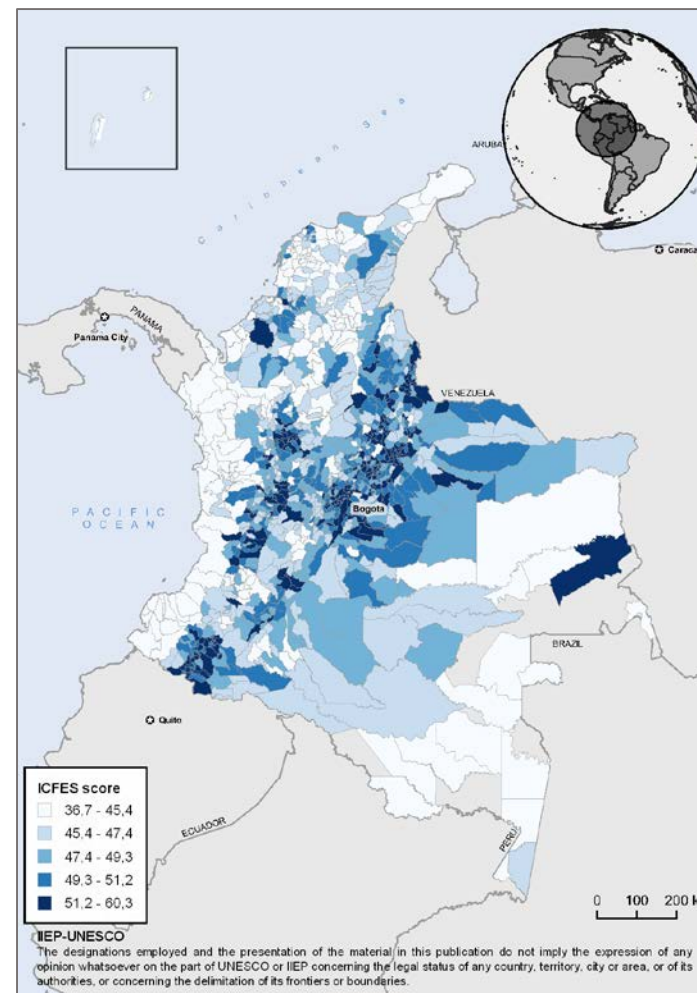 Caribbean Sea
ARUBA
Caraca
PANAMA
Panama City
VENEZUELA
PACIFIC
OCEAN
Bogota
BRAZIL
Quito
ECUADOR
PERU
ICFES score
36,7 - 45,4
45,4 - 47,4
47,4 - 49,3
49,3 - 51,2
51,2 - 60,3
0 100 200 k
IIEP-UNESCO
The designations employed and the presentation of the material in this publication do not imply the expression of any
opinion whatsoever on the part of UNESCO or IIEP concerning the legal status of any country, territory, city or area, or of its
authorities, or concerning the delimitation of its frontiers or boundaries.